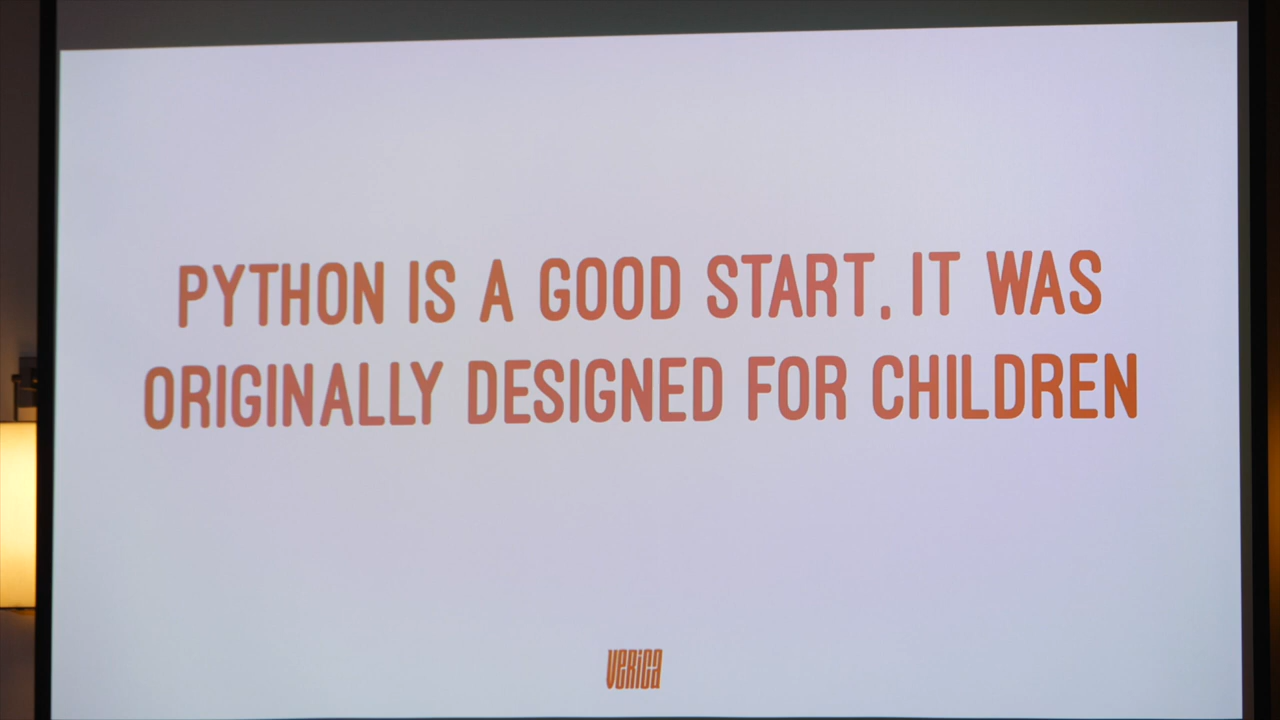 PYTHON IS A GOOD START, IT WAS
ORIGINALLY DESIGNED FOR CHILDREN
VERICA